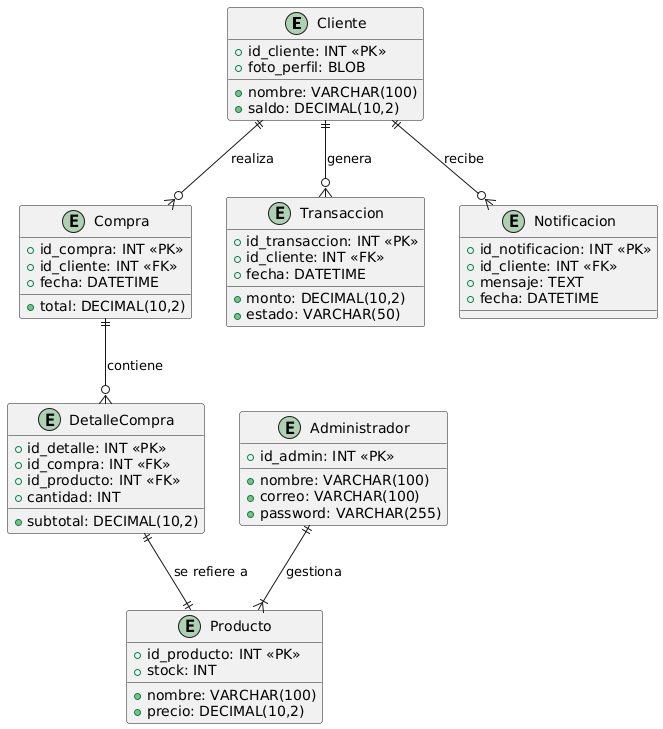 E Cliente
id_cliente: INT «PK»
foto_perfil: BLOB
nombre: VARCHAR(100)
saldo: DECIMAL(10,2)
realiza
genera
recibe
E Compra
id_compra: INT «PK»
id_cliente: INT «FK»
fecha: DATETIME
total: DECIMAL(10,2)
E Transaccion
id_transaccion: INT «PK»
id_cliente: INT «FK»
fecha: DATETIME
monto: DECIMAL(10,2)
estado: VARCHAR(50)
E Notificacion
id_notificacion: INT «PK»
id_cliente: INT «FK»
mensaje: TEXT
fecha: DATETIME
contiene
E DetalleCompra
id_detalle: INT «PK»
id_compra: INT «FK»
id_producto: INT «FK»
cantidad: INT
subtotal: DECIMAL(10,2)
E Administrador
id_admin: INT «PK»
nombre: VARCHAR(100)
correo: VARCHAR(100)
password: VARCHAR(255)
se refiere a
gestiona
E Producto
id_producto: INT «PK»
stock: INT
nombre: VARCHAR(100)
precio: DECIMAL(10,2)